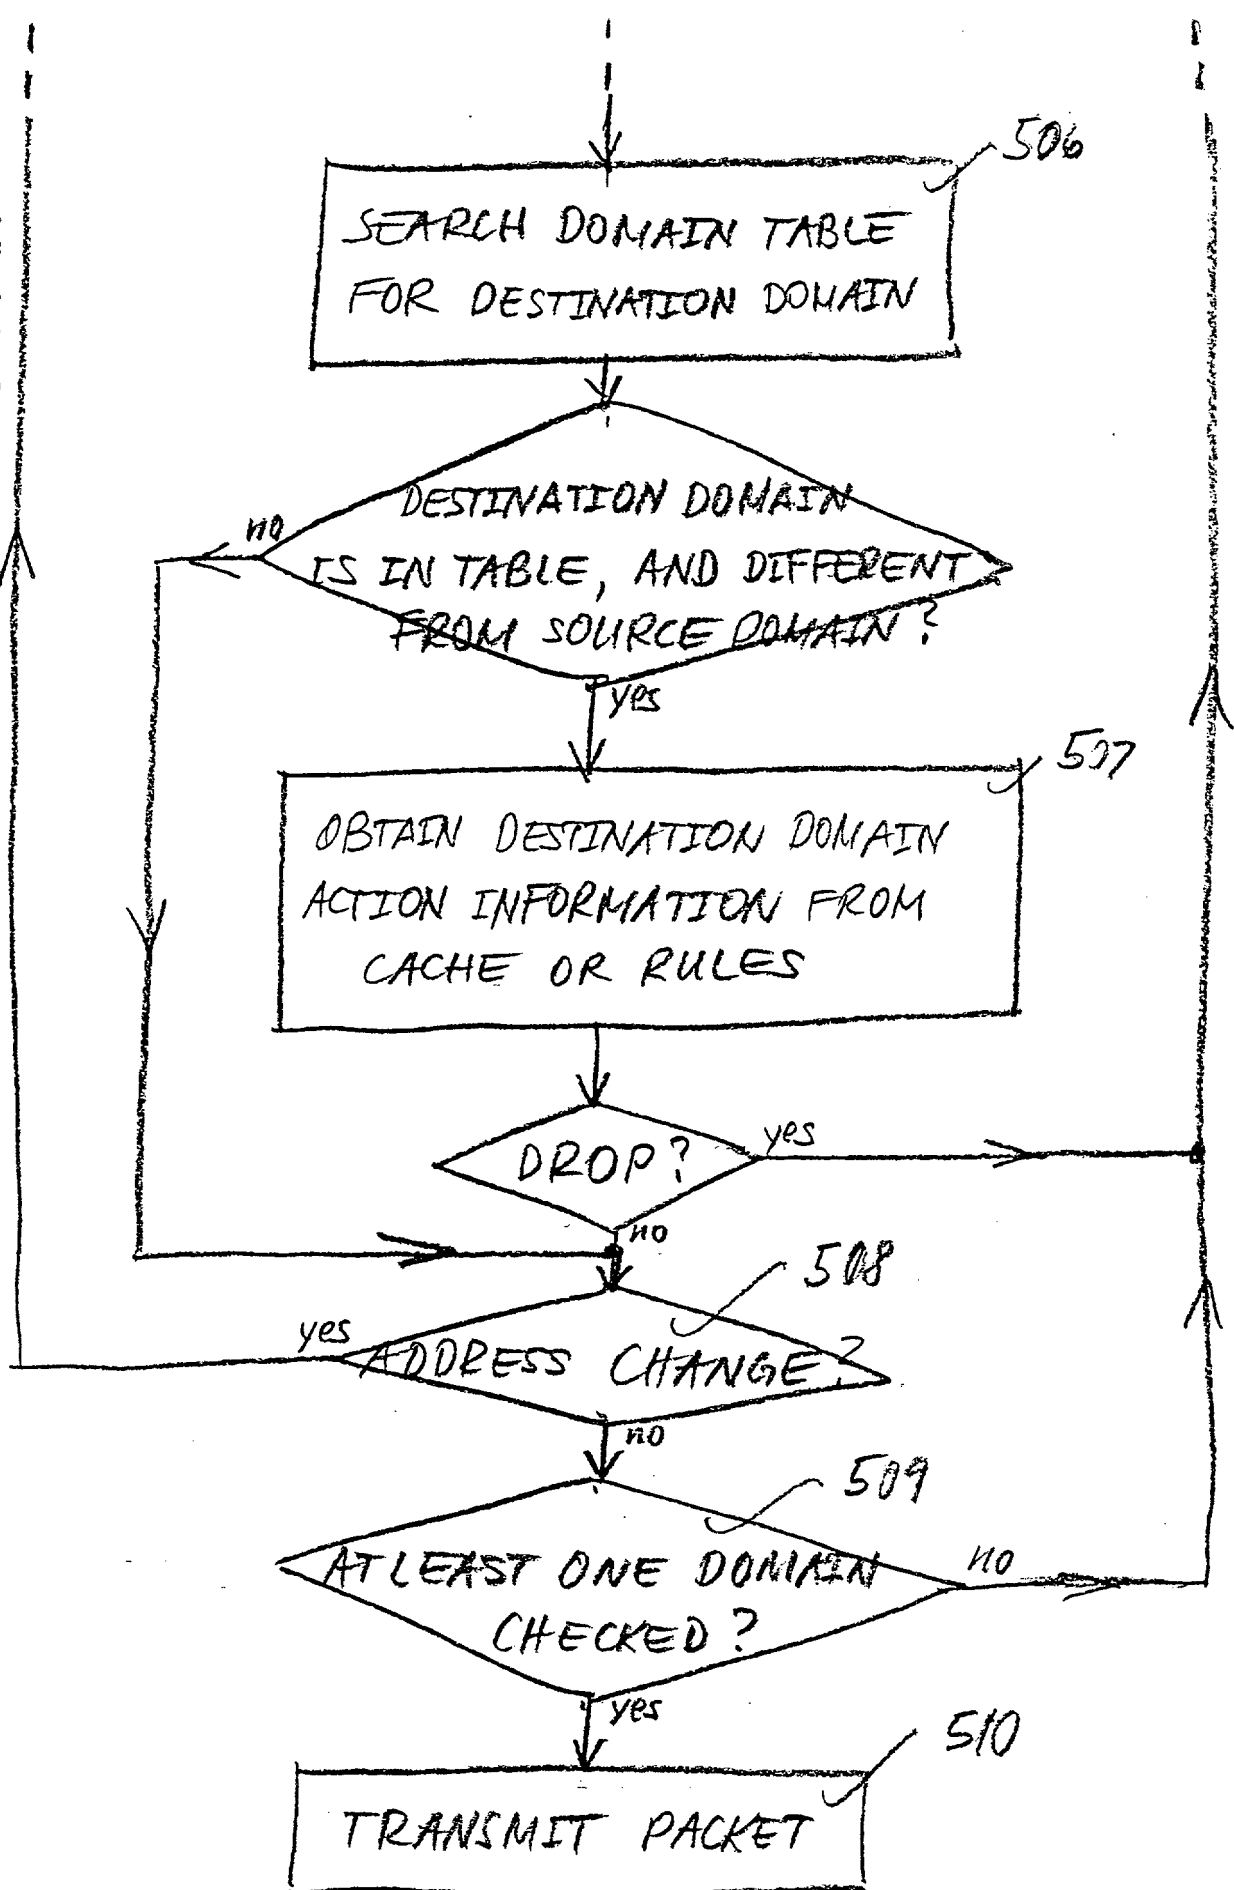 506
SEARCH DOMAIN TABLE
FOR DESTINATION DOMAIN
DESTINATION DOMAIN
no
IS IN TABLE, AND DIFFERENT
FROM SOURCE DOMAIN?
yes
507
OBTAIN DESTINATION DOMAIN
ACTION INFORMATION FROM
CACHE OR RULES
DROP?
yes
no
508
yes
ADDRESS CHANGE?
no
509
AT LEAST ONE DOMAIN
no
CHECKED?
yes
510
TRANSMIT PACKET